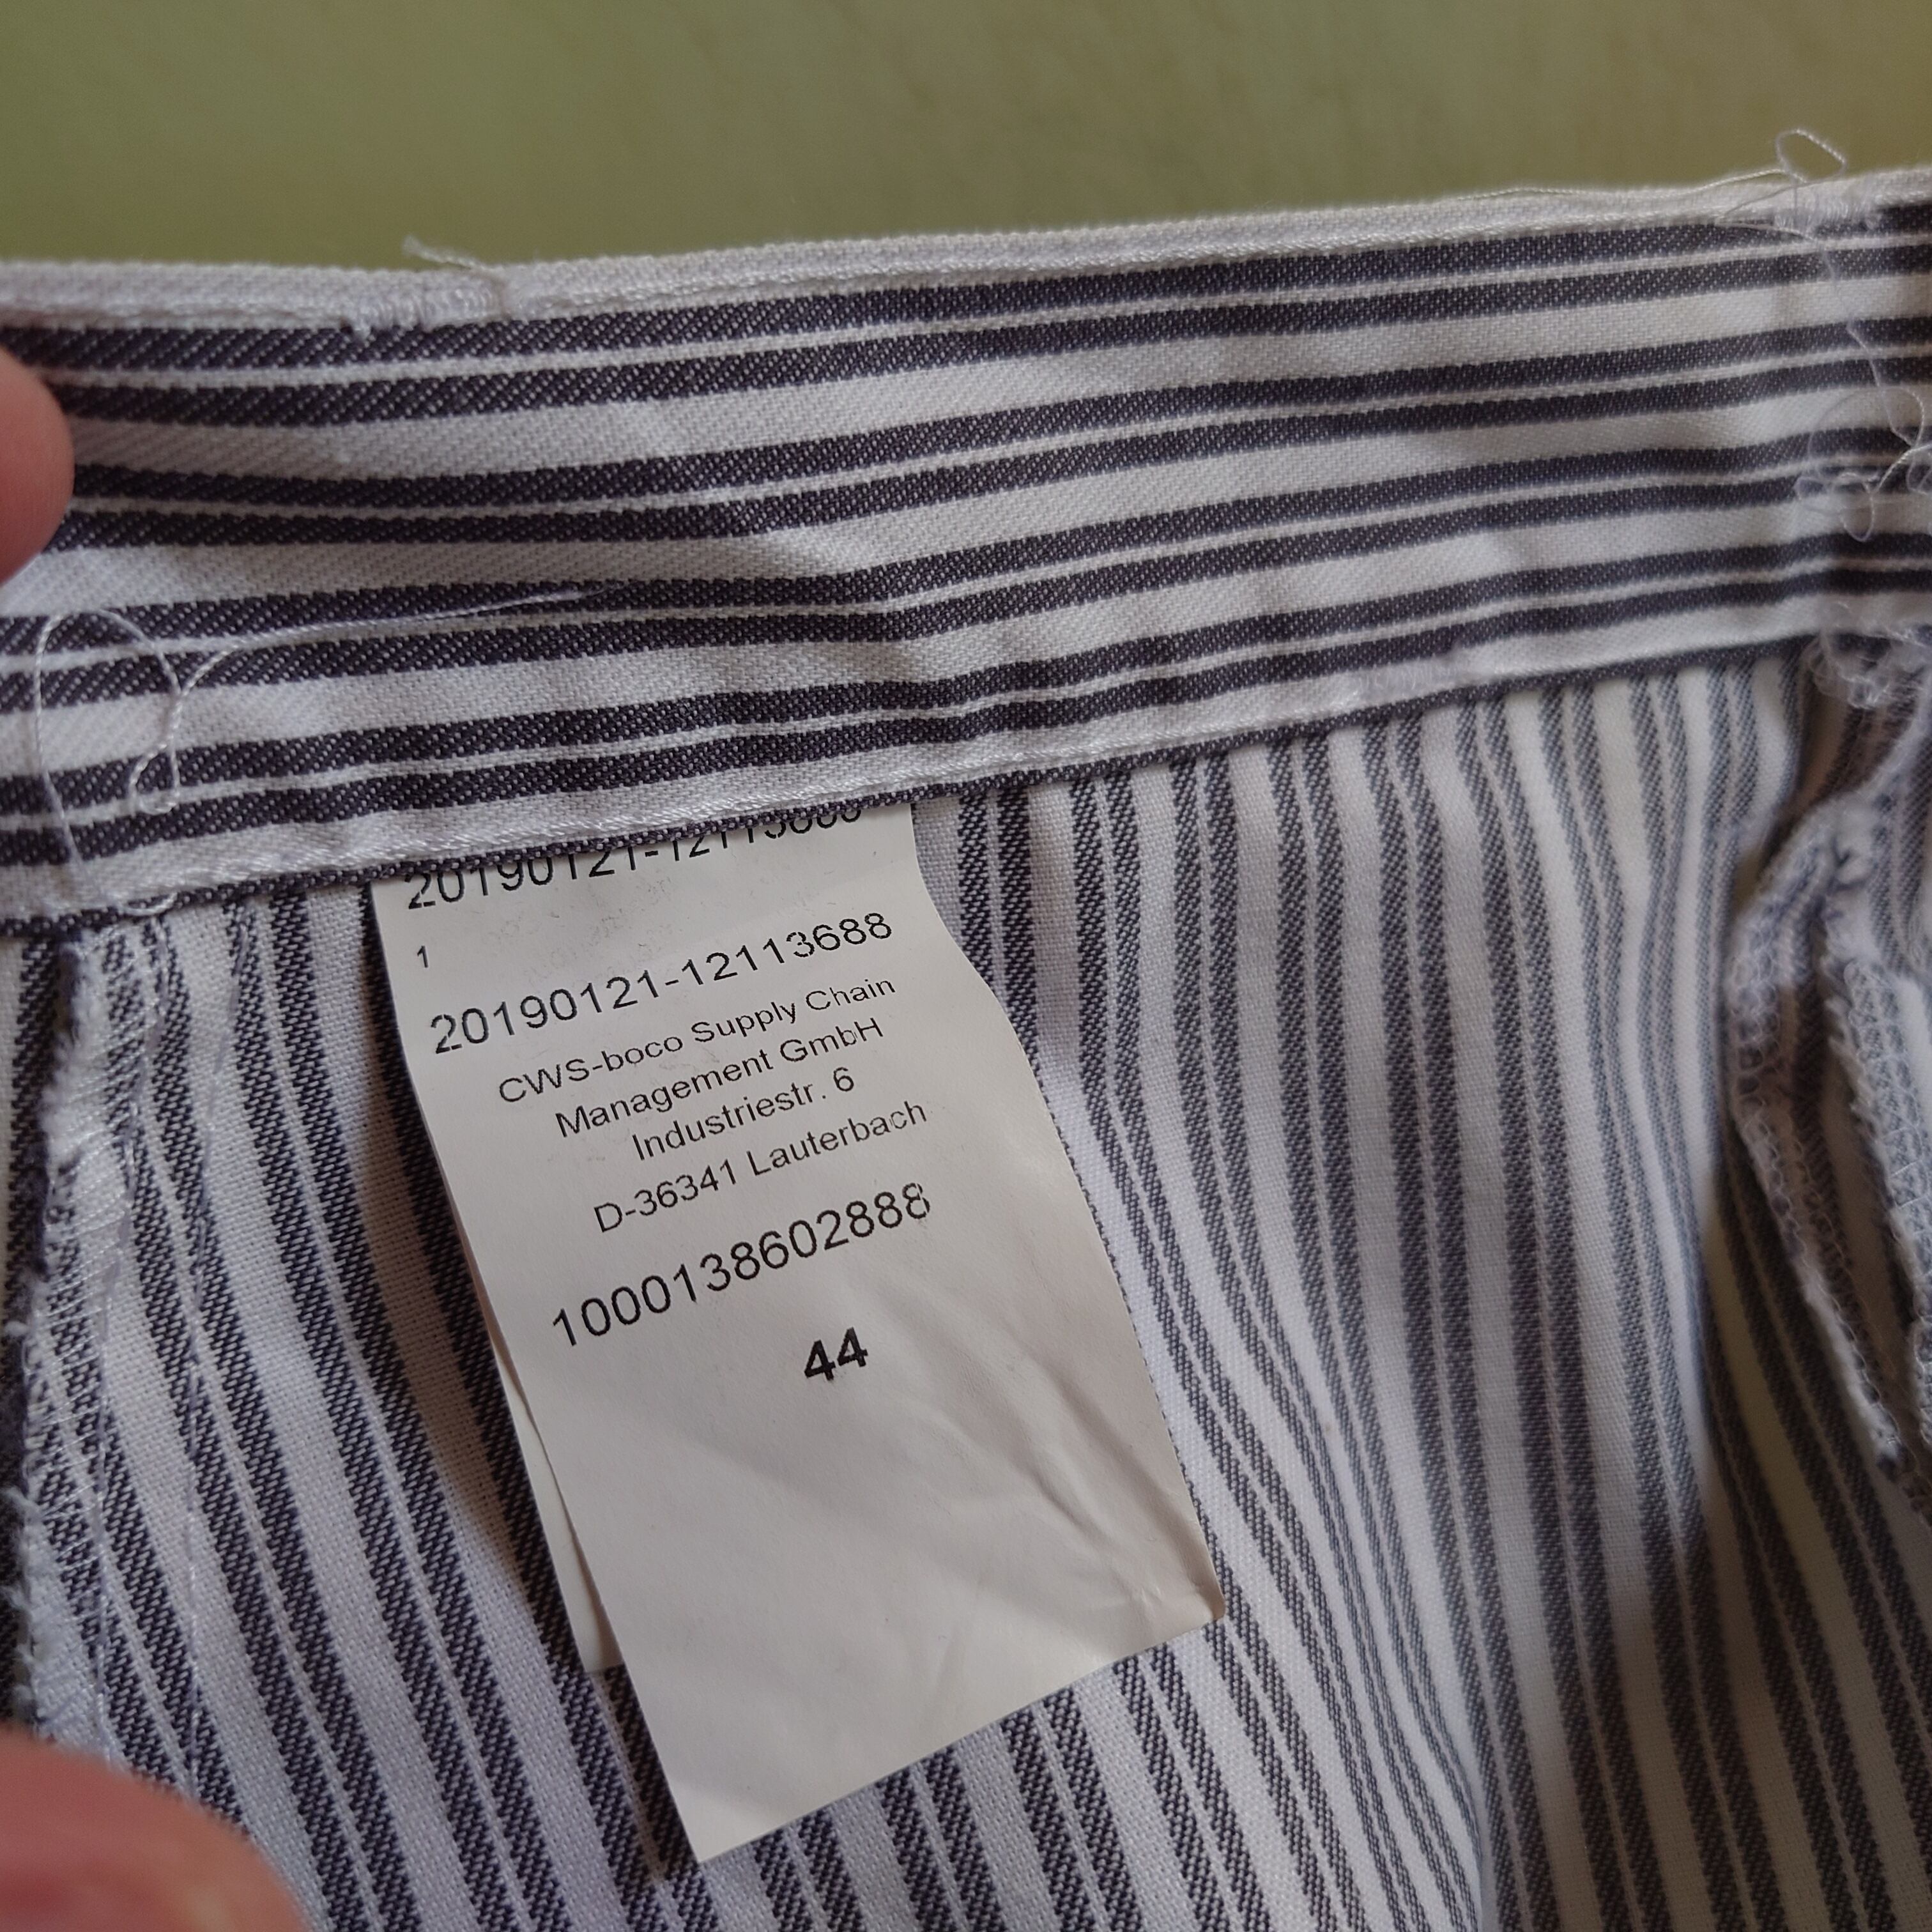 20190121-12113688
1
20190121-12113688
CWS-boco Supply Chain
Management GmbH
Industriestr. 6
D-36341 Lauterbach
1000138602888
44